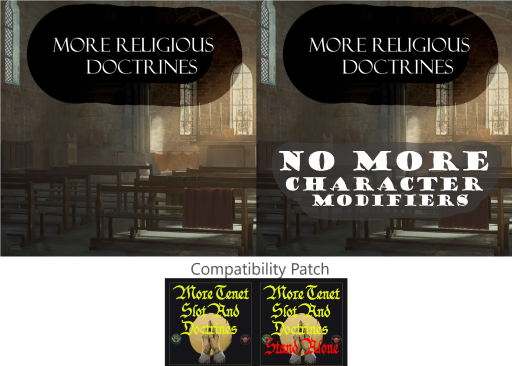 MORE RELIGIOUS
DOCTRINES
MORE RELIGIOUS
DOCTRINES
NO MORE
CHARACTER
MODIFIERS
Compatibility Patch
More Tenet
Slot And
Doctrines
More Tenet
Slot And
Doctrines
Stand Alone